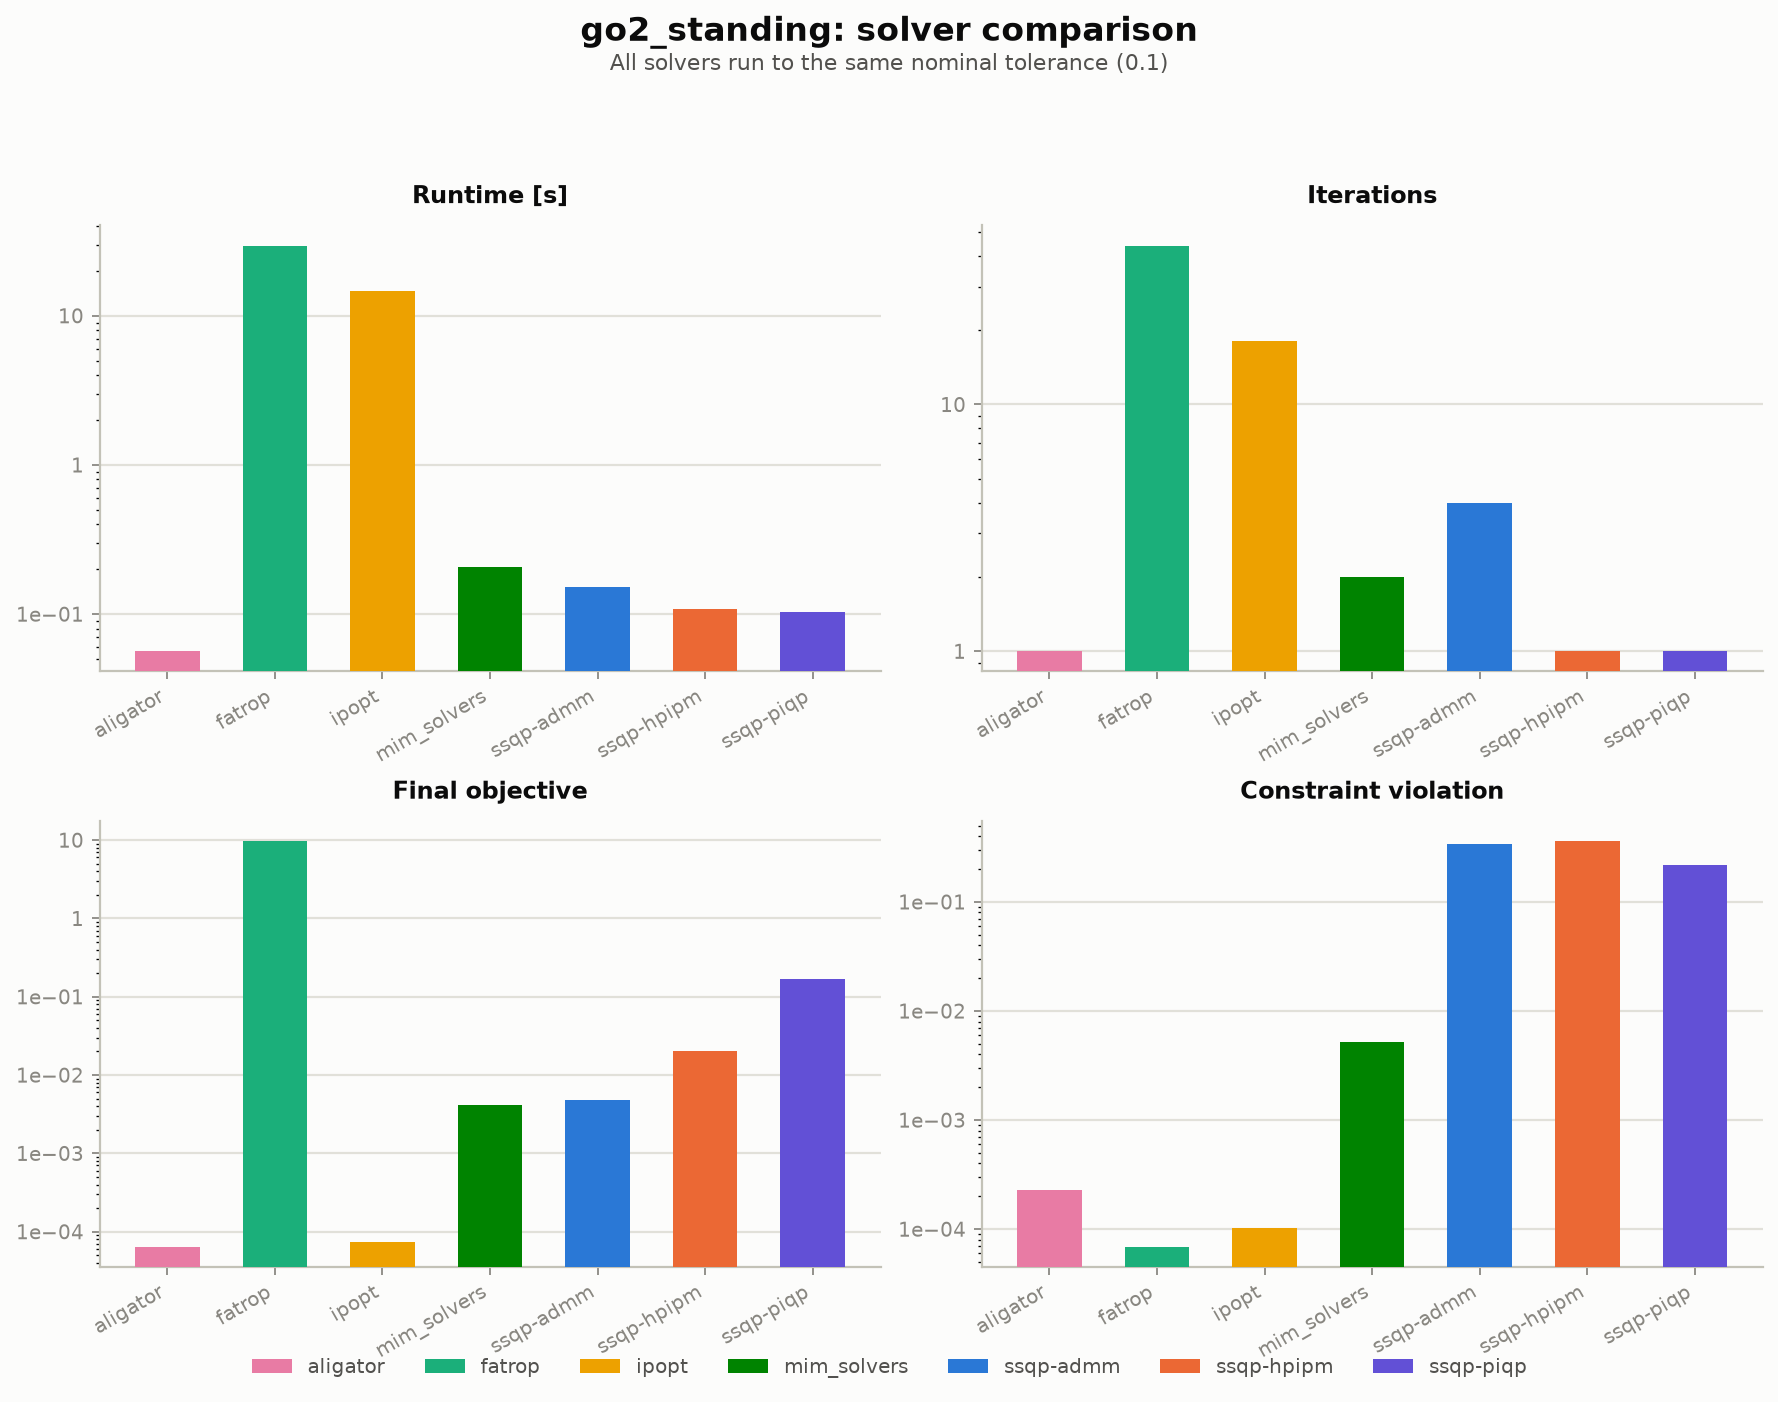 go2_standing: solver comparison
All solvers run to the same nominal tolerance (0.1)
Runtime [s]
10
1
1e−01
aligator
fatrop
ipopt
mim_solvers
ssqp-admm
ssqp-hpipm
ssqp-piqp
Iterations
10
1
aligator
fatrop
ipopt
mim_solvers
ssqp-admm
ssqp-hpipm
ssqp-piqp
Final objective
10
1
1e−01
1e−02
1e−03
1e−04
aligator
fatrop
ipopt
mim_solvers
ssqp-admm
ssqp-hpipm
ssqp-piqp
Constraint violation
1e−01
1e−02
1e−03
1e−04
aligator
fatrop
ipopt
mim_solvers
ssqp-admm
ssqp-hpipm
ssqp-piqp
aligator fatrop ipopt mim_solvers ssqp-admm ssqp-hpipm ssqp-piqp